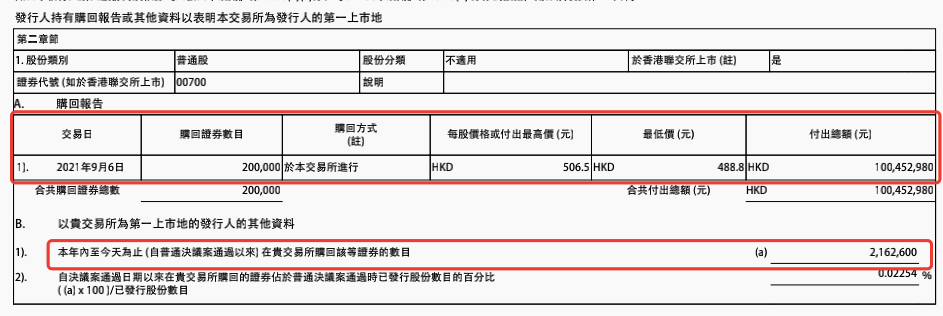 發行人持有購回報告或其他資料以表明本交易所為發行人的第一上市地
第二章節
1. 股份類別 普通股 股份分類 不適用 於香港聯交所上市 (註) 是
證券代號 (如於香港聯交所上市) 00700 說明
A. 購回報告
交易日 購回證券數目 購回方式 (註) 每股價格或付出最高價 (元) 最低價 (元) 付出總額 (元)
1]. 2021年9月6日 200,000 於本交易所進行 HKD 506.5 HKD 488.8 HKD 100,452,980
合共購回證券總數 200,000 合共付出總額 (元) HKD 100,452,980
B. 以貴交易所為第一上市地的發行人的其他資料
1). 本年內至今天為止 (自普通決議案通過以來) 在貴交易所購回該等證券的數目 (a) 2,162,600
2). 自決議案通過日期以來在貴交易所購回的證券佔於普通決議案通過時已發行股份數目的百分比 0.02254 %
( (a) x 100 )/已發行股份數目